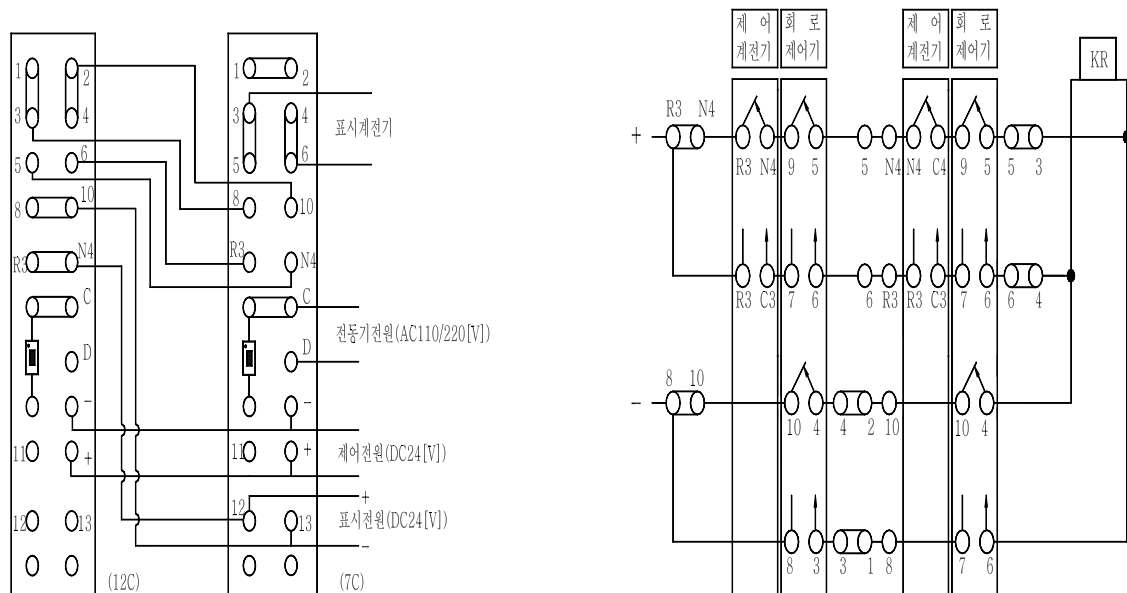 1 2
3 4
5 6
8 10
R3 N4
C
D
-
11 +
12 13
(12C)
1 2
3 4
5 6
8 10
R3 N4
C
D
-
11 +
12 13
(7C)
표시계전기
전동기전원(AC110/220[V])
제어전원(DC24[V])
+
표시전원(DC24[V])
-
제 어
계전기
회 로
제어기
제 어
계전기
회 로
제어기
KR
R3 N4
+
R3 N4 9 5 5 N4 N4 C4 9 5 5 3
R3 C3 7 6 6 R3 R3 C3 7 6 6 4
8 10
-
10 4 4 2 10 10 4
8 3 3 1 8 7 6